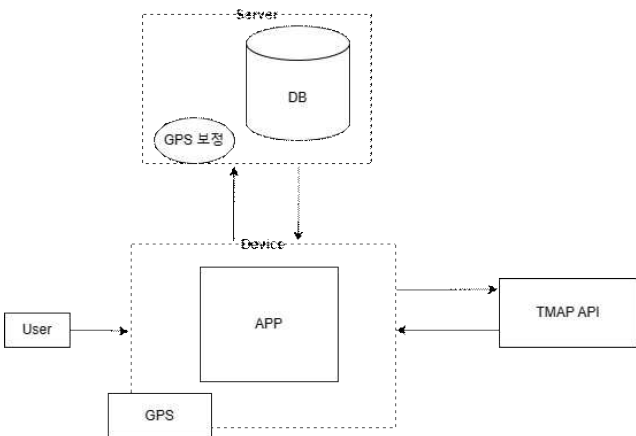 Server
DB
GPS 보정
Device
APP
User
TMAP API
GPS